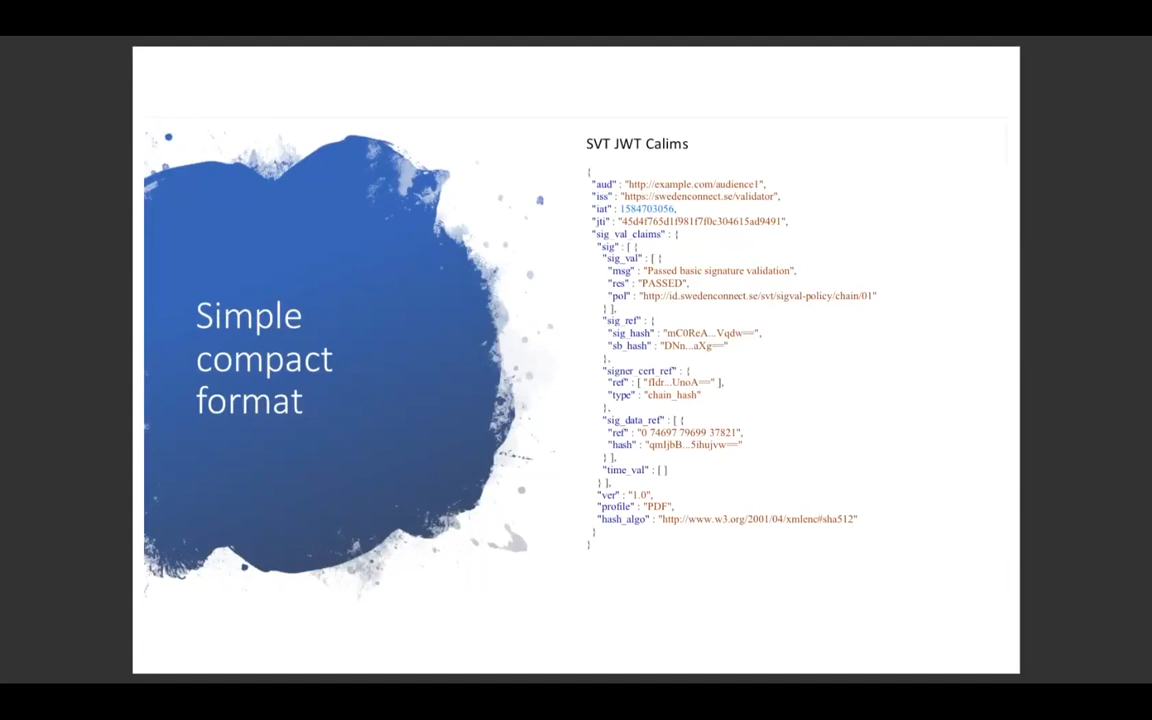 Simple
compact
format
SVT JWT Calims
{
"aud" : "http://example.com/audience1",
"iss" : "https://swedenconnect.se/validator",
"iat" : 1584703056,
"jti" : "45d4f765d1f981f7f0c304615ad9491",
"sig_val_claims" : {
"sig" : [ {
"sig_val" : [ {
"msg" : "Passed basic signature validation",
"res" : "PASSED",
"pol" : "http://id.swedenconnect.se/svt/sigval-policy/chain/01"
} ],
"sig_ref" : {
"sig_hash" : "mC0ReA...Vqdw==",
"sb_hash" : "DNn...aXg=="
},
"signer_cert_ref" : {
"ref" : [ "fIdr...UnoA==" ],
"type" : "chain_hash"
},
"sig_data_ref" : [ {
"ref" : "0 74697 79699 37821",
"hash" : "qmIjbB...5ihujvw=="
} ],
"time_val" : [ ]
} ],
"ver" : "1.0",
"profile" : "PDF",
"hash_algo" : "http://www.w3.org/2001/04/xmlenc#sha512"
}
}